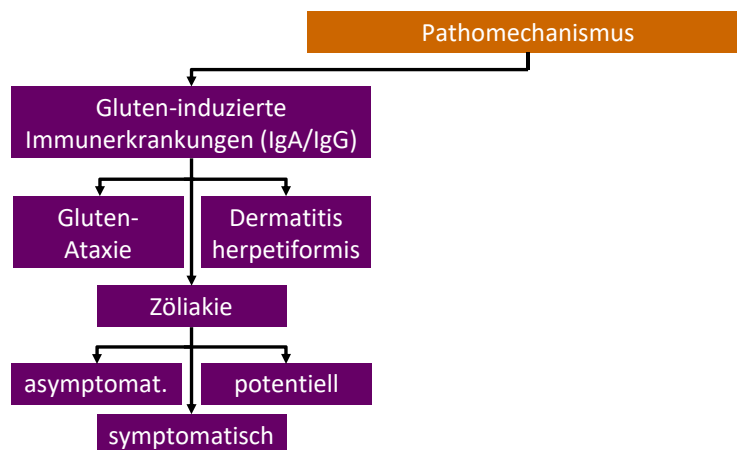 Pathomechanismus
Gluten-induzierte
Immunerkrankungen (IgA/IgG)
Gluten-
Ataxie
Dermatitis
herpetiformis
Zöliakie
asymptomat.
potentiell
symptomatisch